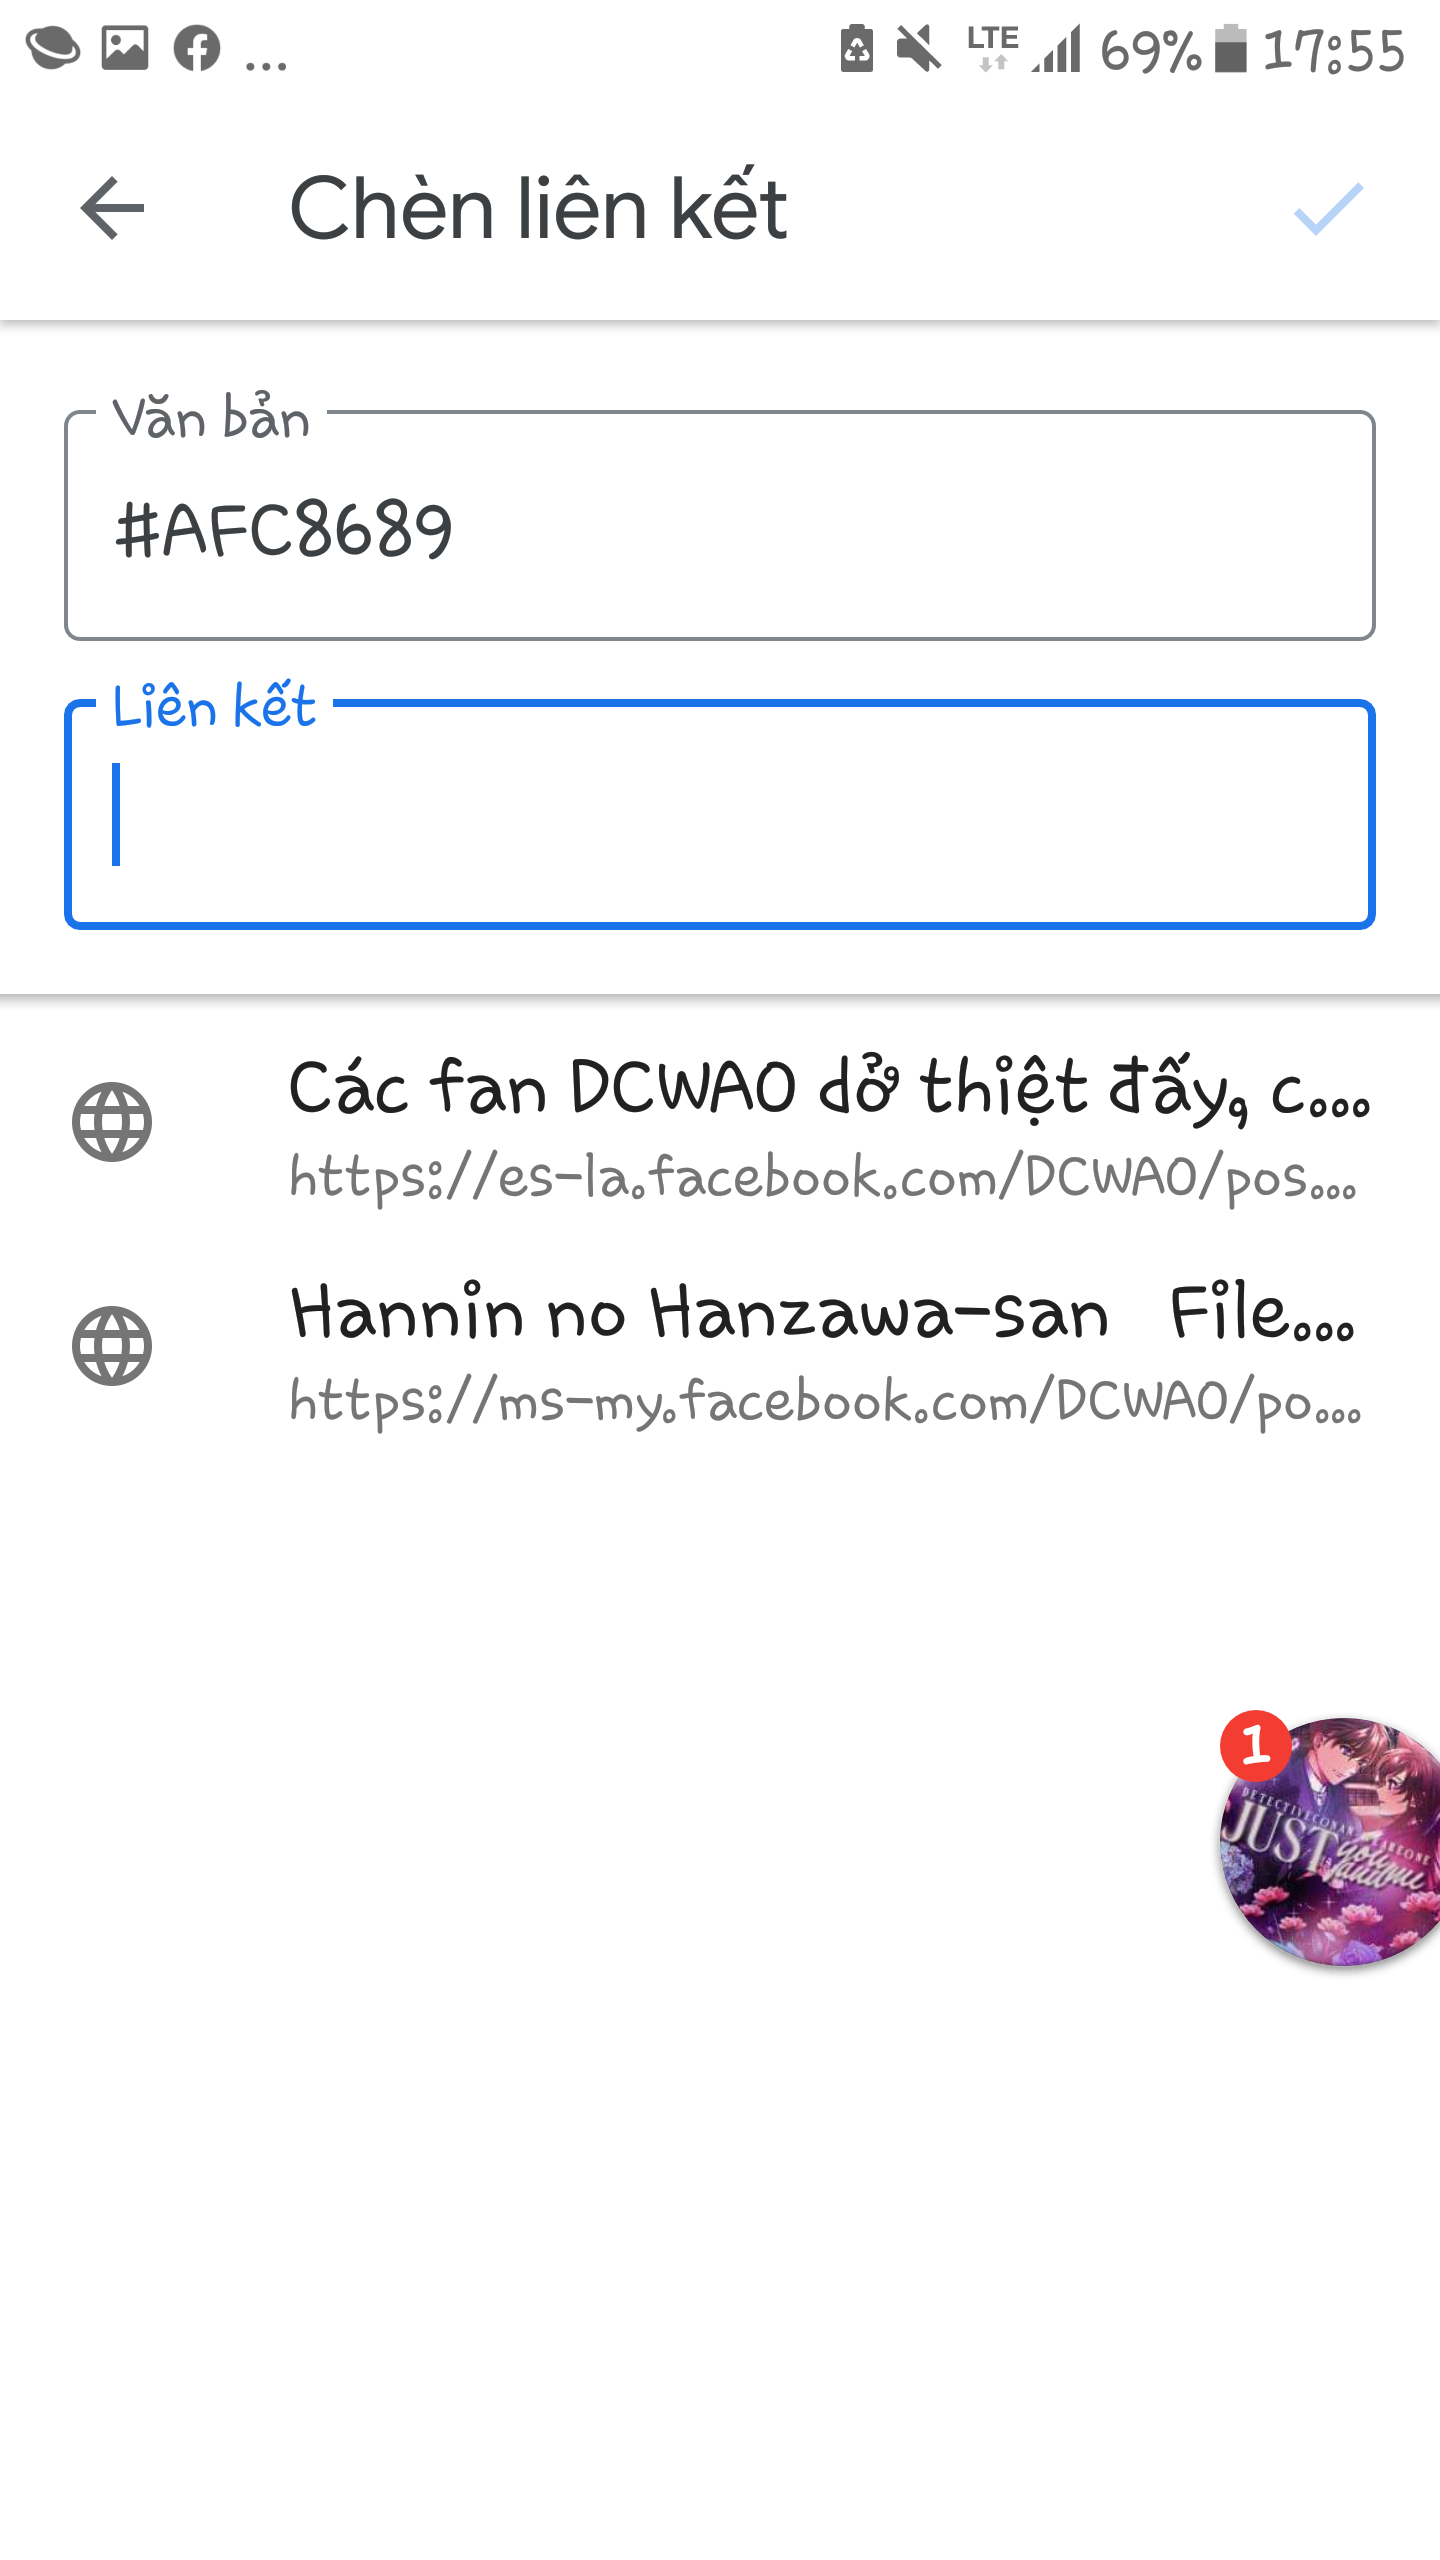 ... LTE 69% 17:55
Chèn liên kết
Văn bản
#AFC8689
Liên kết
Các fan DCWAO dở thiệt đấy, c...
https://es-la.facebook.com/DCWAO/pos...
Hannin no Hanzawa-san File...
https://ms-my.facebook.com/DCWAO/po...
1
DETECTIVE CONAN
JUST